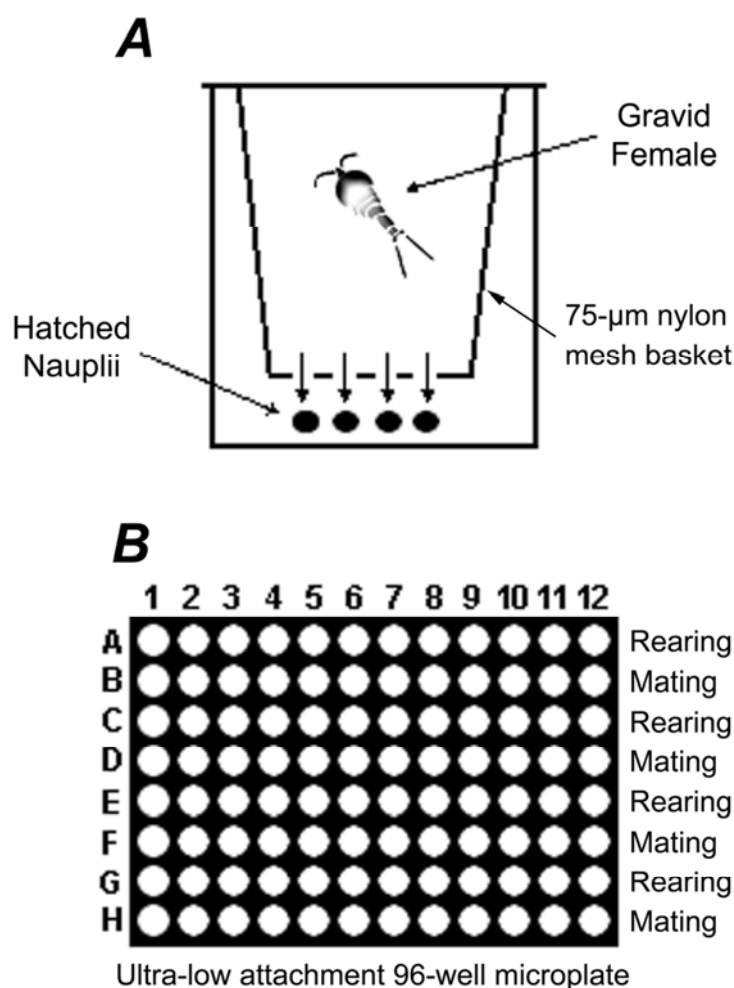 A
Gravid
Female
75-µm nylon
mesh basket
Hatched
Nauplii
B
1 2 3 4 5 6 7 8 9 10 11 12
A Rearing
B Mating
C Rearing
D Mating
E Rearing
F Mating
G Rearing
H Mating
Ultra-low attachment 96-well microplate